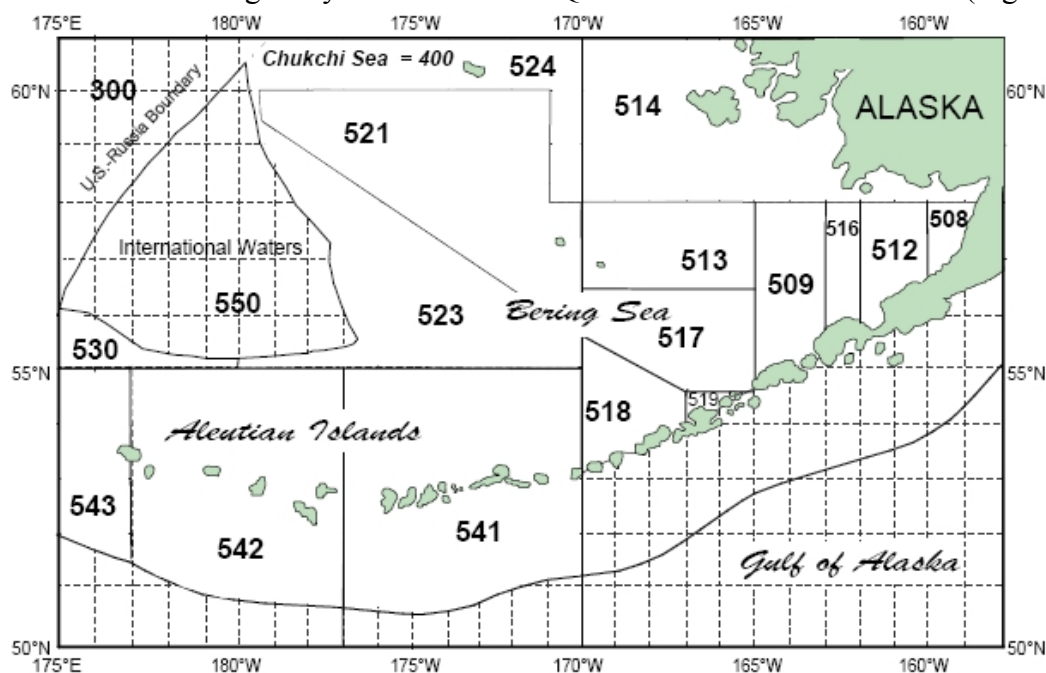 175°E 180°W 175°W 170°W 165°W 160°W
Chukchi Sea = 400
524
300
60°N
60°N
514
ALASKA
521
U.S.-Russia Boundary
508
516
512
International Waters
513
509
550
Bering Sea
523
517
530
55°N
55°N
519
518
Aleutian Islands
543
542
541
Gulf of Alaska
50°N
50°N
175°E 180°W 175°W 170°W 165°W 160°W